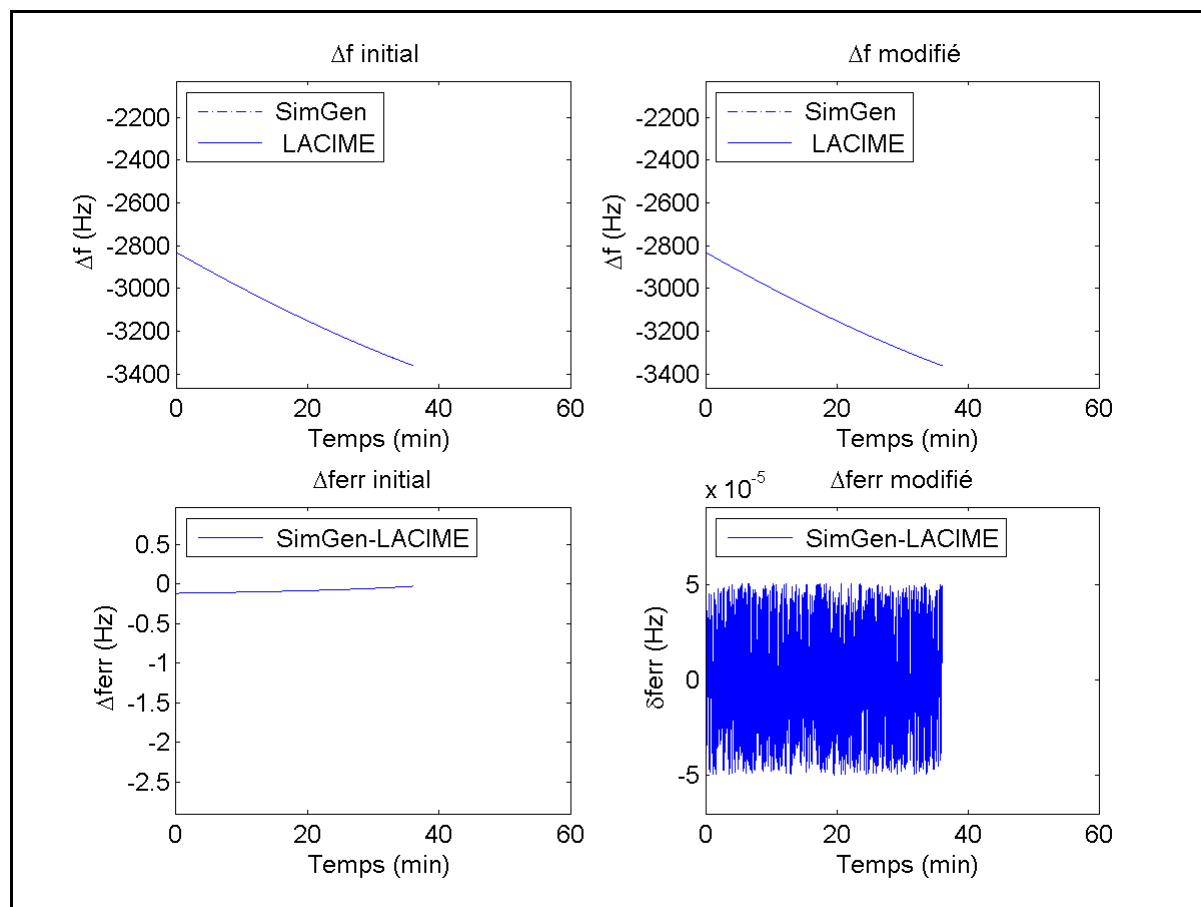 Δf initial
SimGen
LACIME
-2200
-2400
-2600
-2800
-3000
-3200
-3400
Δf (Hz)
0 20 40 60
Temps (min)
Δf modifié
SimGen
LACIME
-2200
-2400
-2600
-2800
-3000
-3200
-3400
Δf (Hz)
0 20 40 60
Temps (min)
Δferr initial
SimGen-LACIME
0.5
0
-0.5
-1
-1.5
-2
-2.5
Δferr (Hz)
0 20 40 60
Temps (min)
Δferr modifié
x 10-5
SimGen-LACIME
5
0
-5
δferr (Hz)
0 20 40 60
Temps (min)